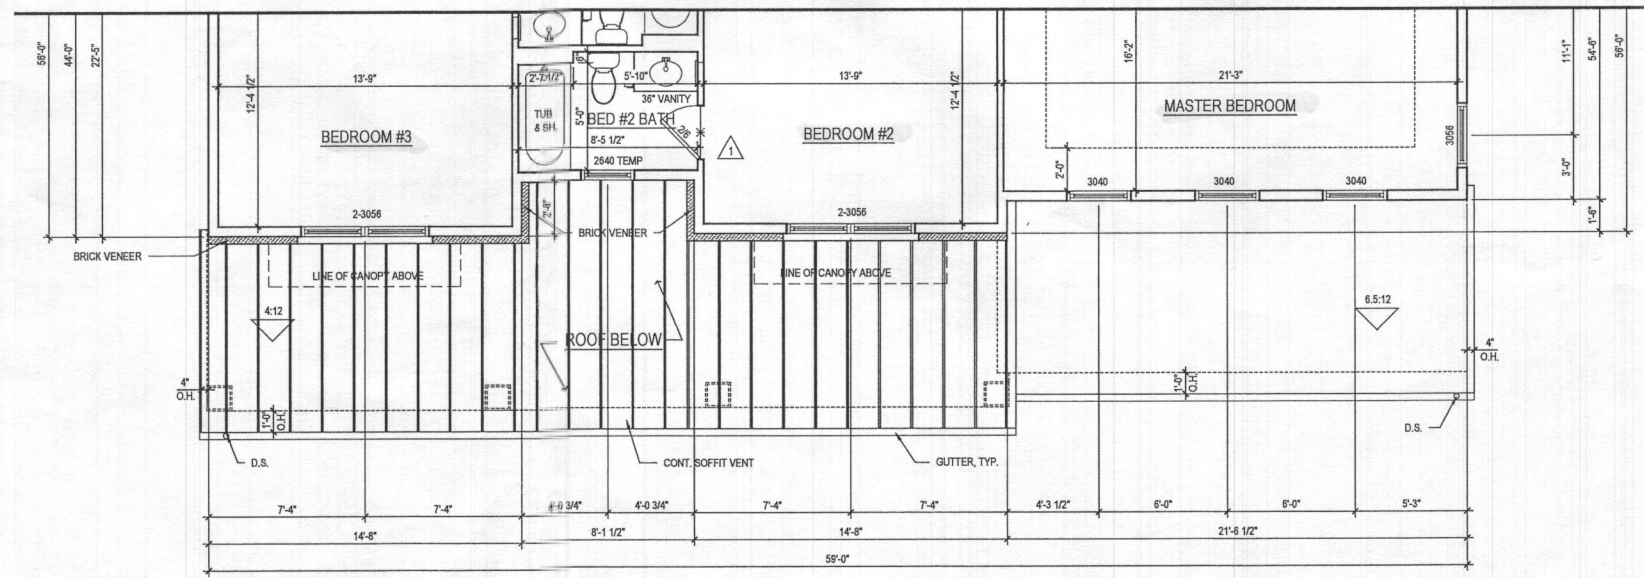 56'-0"
44'-0"
22'-5"
12'-4 1/2"
13'-9"
BEDROOM #3
2-3056
2'-7 1/2"
6"
5'-10"
36" VANITY
TUB
& SH.
5'-0"
BED #2 BATH
2/6
8'-5 1/2"
2640 TEMP
1
13'-9"
12'-4 1/2"
BEDROOM #2
2-3056
16'-2"
21'-3"
MASTER BEDROOM
2'-0"
3040
3040
3040
3056
11'-1"
54'-6"
56'-0"
3'-0"
1'-6"
2'-8"
BRICK VENEER
BRICK VENEER
LINE OF CANOPY ABOVE
LINE OF CANOPY ABOVE
4:12
6.5:12
ROOF BELOW
4"
O.H.
4"
O.H.
1'-0"
O.H.
1'-0"
O.H.
D.S.
CONT. SOFFIT VENT
GUTTER, TYP.
D.S.
7'-4"
7'-4"
4'-0 3/4"
4'-0 3/4"
7'-4"
7'-4"
4'-3 1/2"
6'-0"
6'-0"
5'-3"
14'-8"
8'-1 1/2"
14'-8"
21'-6 1/2"
59'-0"